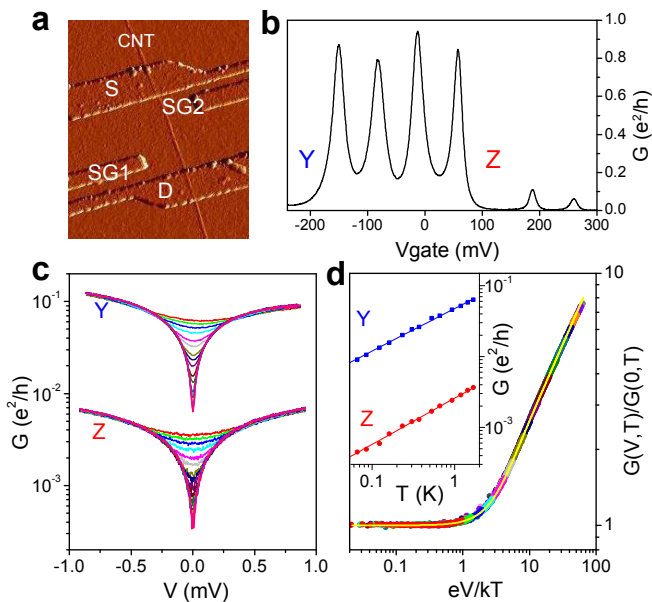 a
CNT
S
SG2
SG1
D
b
Y
Z
1.0
0.8
0.6
0.4
0.2
0.0
G (e²/h)
-200 -100 0 100 200 300
Vgate (mV)
c
Y
Z
10⁻¹
10⁻²
10⁻³
G (e²/h)
-1.0 -0.5 0.0 0.5 1.0
V (mV)
d
Y
Z
10⁻¹
10⁻³
G (e²/h)
0.1 1
T (K)
10
1
G(V,T)/G(0,T)
0.1 1 10 100
eV/kT